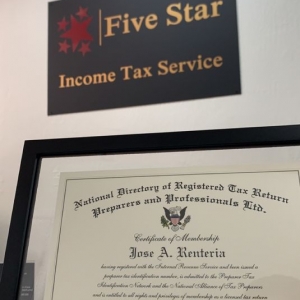 Five Star
Income Tax Service
National Directory of Registered Tax Return
Preparers and Professionals Ltd.
Certificate of Membership
Jose A. Renteria
having registered with the Internal Revenue Service and been issued a
preparer tax identification number, is admitted to the Preparer Tax
Identification Network and the National Alliance of Tax Preparers
and is entitled to all rights and privileges of membership as a tax return